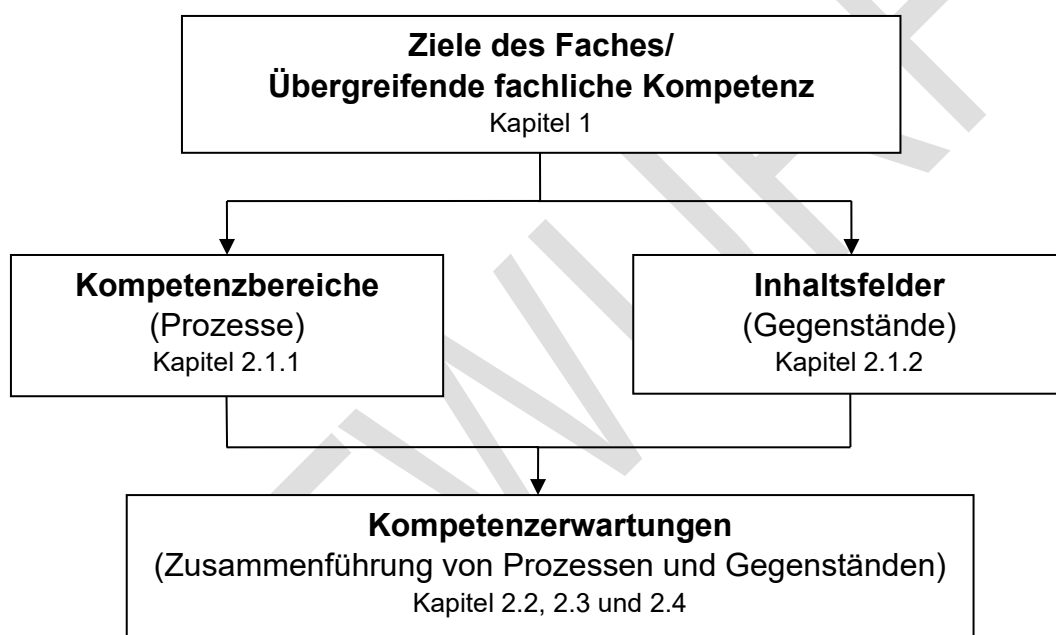 Ziele des Faches/
Übergreifende fachliche Kompetenz
Kapitel 1
Kompetenzbereiche
(Prozesse)
Kapitel 2.1.1
Inhaltsfelder
(Gegenstände)
Kapitel 2.1.2
Kompetenzerwartungen
(Zusammenführung von Prozessen und Gegenständen)
Kapitel 2.2, 2.3 und 2.4